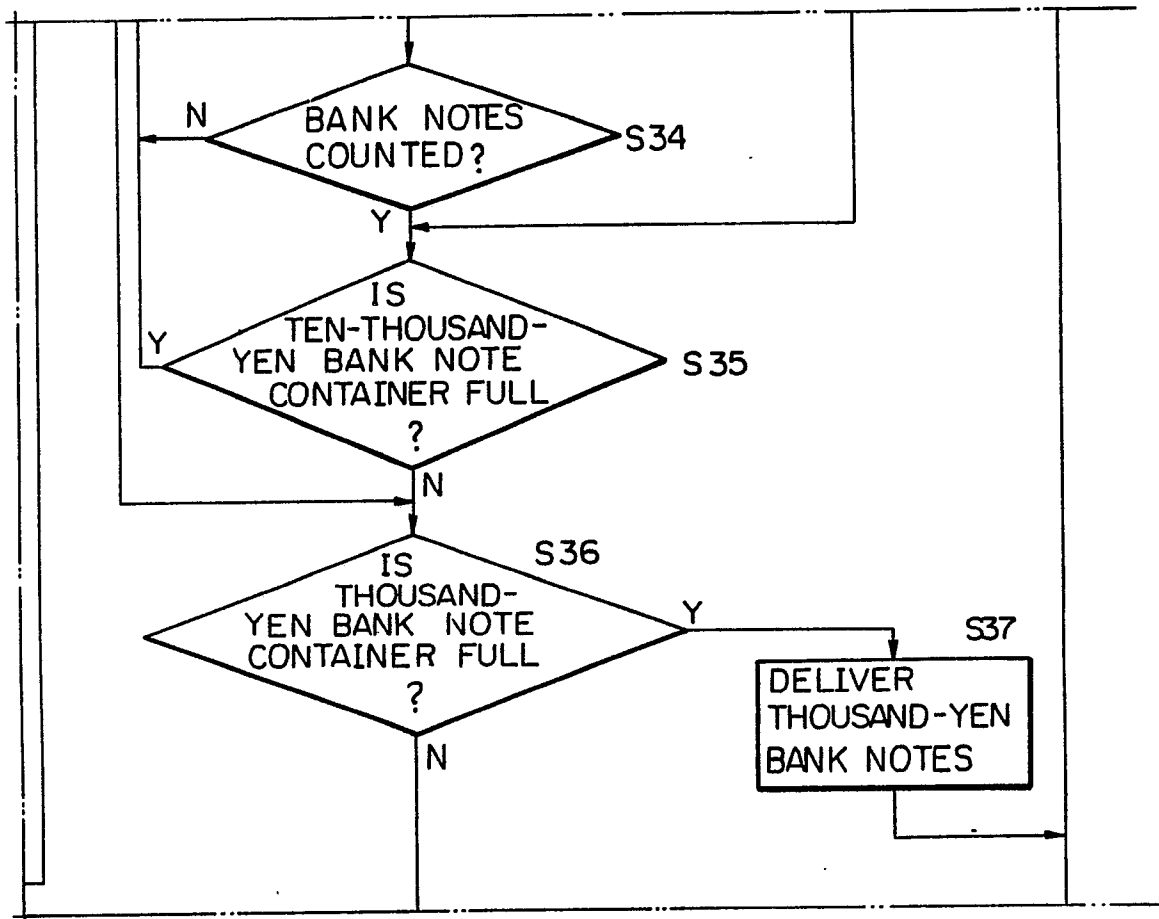 N
BANK NOTES
COUNTED?
S34
Y
IS
TEN-THOUSAND-
YEN BANK NOTE
CONTAINER FULL
?
Y
S35
N
IS
THOUSAND-
YEN BANK NOTE
CONTAINER FULL
?
S36
Y
N
S37
DELIVER
THOUSAND-YEN
BANK NOTES